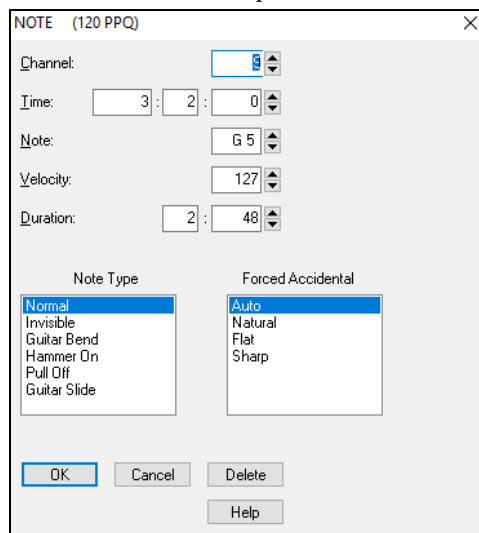 NOTE (120 PPQ)
Channel: 9
Time: 3 : 2 : 0
Note: G 5
Velocity: 127
Duration: 2 : 48
Note Type Forced Accidental
Normal Auto
Invisible Natural
Guitar Bend Flat
Hammer On Sharp
Pull Off
Guitar Slide
OK Cancel Delete
Help